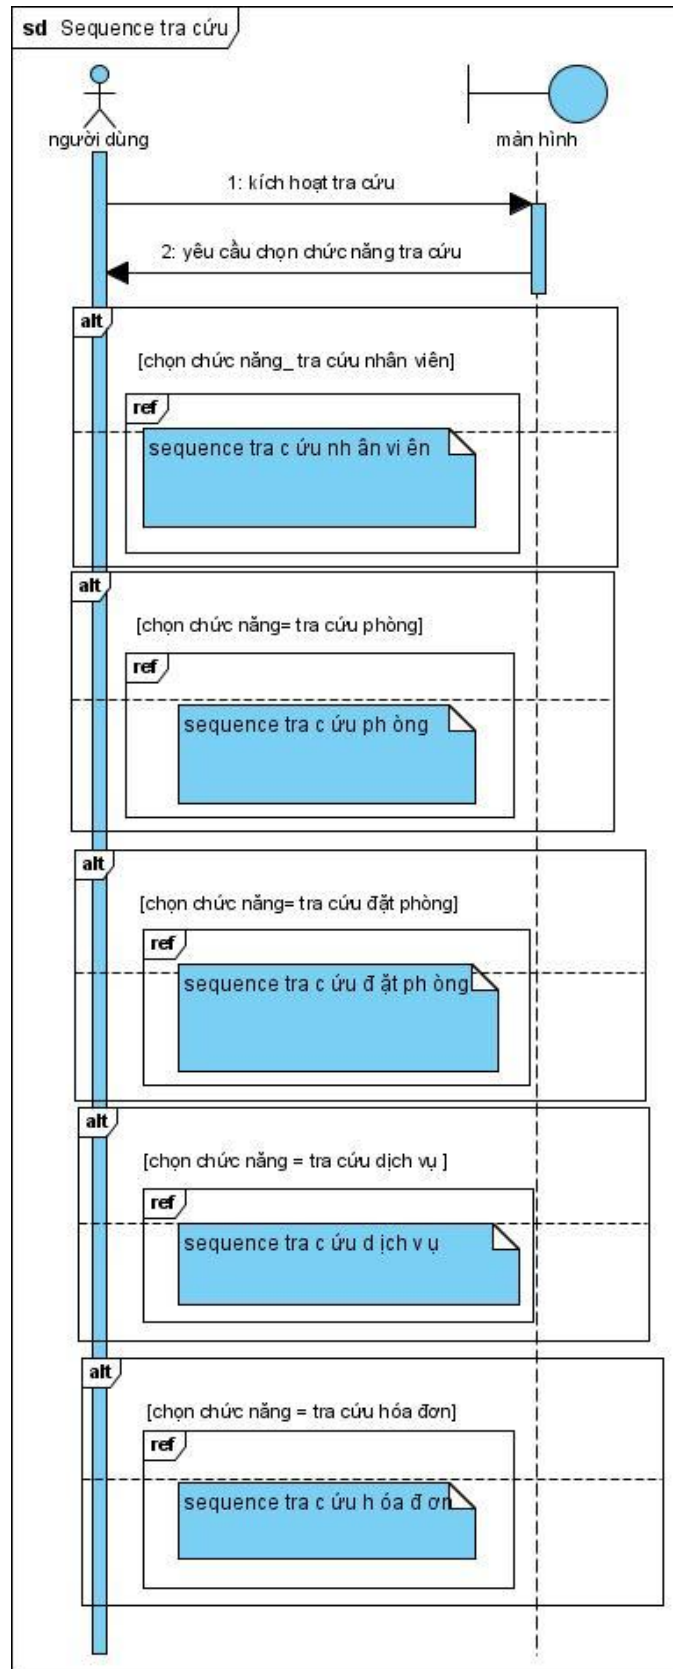 sd Sequence tra cứu
người dùng
màn hình
1: kích hoạt tra cứu
2: yêu cầu chọn chức năng tra cứu
alt
[chọn chức năng_ tra cứu nhân viên]
ref
sequence tra c ứu nh ân vi ên
alt
[chọn chức năng= tra cứu phòng]
ref
sequence tra c ứu ph òng
alt
[chọn chức năng= tra cứu đặt phòng]
ref
sequence tra c ứu đ ặt ph òng
alt
[chọn chức năng = tra cứu dịch vụ ]
ref
sequence tra c ứu d ịch v ụ
alt
[chọn chức năng = tra cứu hóa đơn]
ref
sequence tra c ứu h óa đ ơn